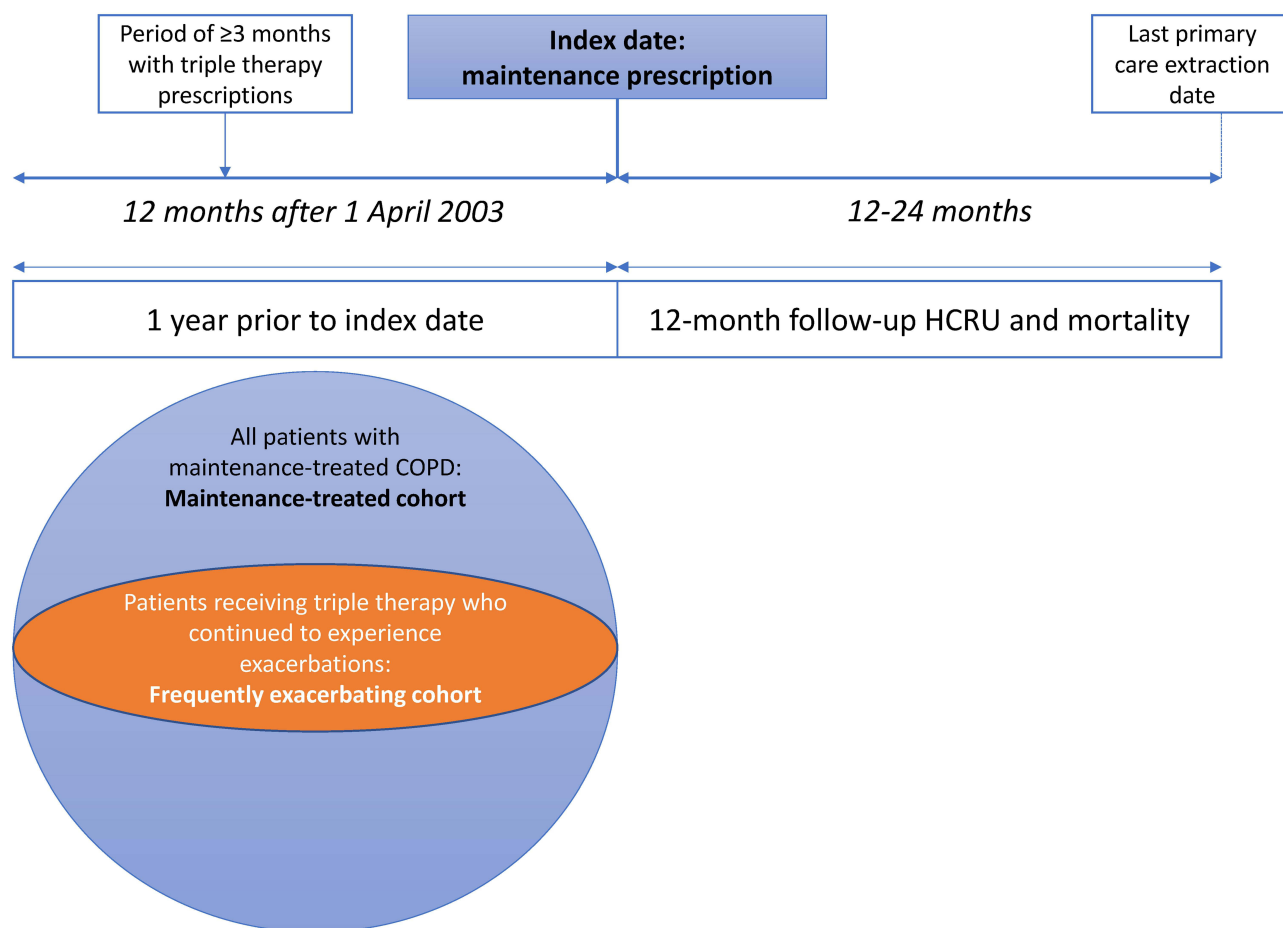 Period of ≥3 months
with triple therapy
prescriptions
Index date:
maintenance prescription
Last primary
care extraction
date
12 months after 1 April 2003
12-24 months
1 year prior to index date
12-month follow-up HCRU and mortality
All patients with
maintenance-treated COPD:
Maintenance-treated cohort
Patients receiving triple therapy who
continued to experience
exacerbations:
Frequently exacerbating cohort